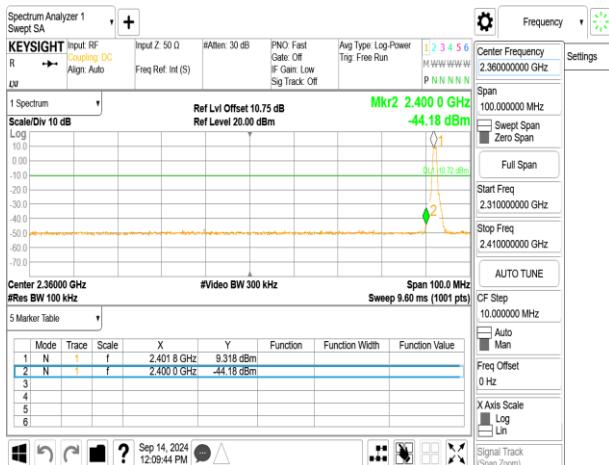 Spectrum Analyzer 1
Swept SA
Frequency
KEYSIGHT
R
Input: RF
Coupling: DC
Align: Auto
Input Z: 50 Ω
Freq Ref: Int (S)
#Atten: 30 dB
PNO: Fast
Gate: Off
IF Gain: Low
Sig Track: Off
Avg Type: Log-Power
Trig: Free Run
1 2 3 4 5 6
M W W W W W
P N N N N N
1 Spectrum
Scale/Div 10 dB
Ref Lvl Offset 10.75 dB
Ref Level 20.00 dBm
Mkr2 2.400 0 GHz
-44.18 dBm
Log
10.0
0.00
-10.0
-20.0
-30.0
-40.0
-50.0
-60.0
-70.0
1
2
Center 2.36000 GHz
#Res BW 100 kHz
#Video BW 300 kHz
Span 100.0 MHz
Sweep 9.60 ms (1001 pts)
5 Marker Table
Mode Trace Scale X Y Function Function Width Function Value
1 N 1 f 2.401 8 GHz 9.318 dBm
2 N 1 f 2.400 0 GHz -44.18 dBm
3
4
5
6
Sep 14, 2024
12:09:44 PM
?
Center Frequency
2.360000000 GHz
Span
100.000000 MHz
Swept Span
Zero Span
Full Span
Start Freq
2.310000000 GHz
Stop Freq
2.410000000 GHz
AUTO TUNE
CF Step
10.000000 MHz
Auto
Man
Freq Offset
0 Hz
X Axis Scale
Log
Lin
Signal Track
(Span Zoom)
Settings